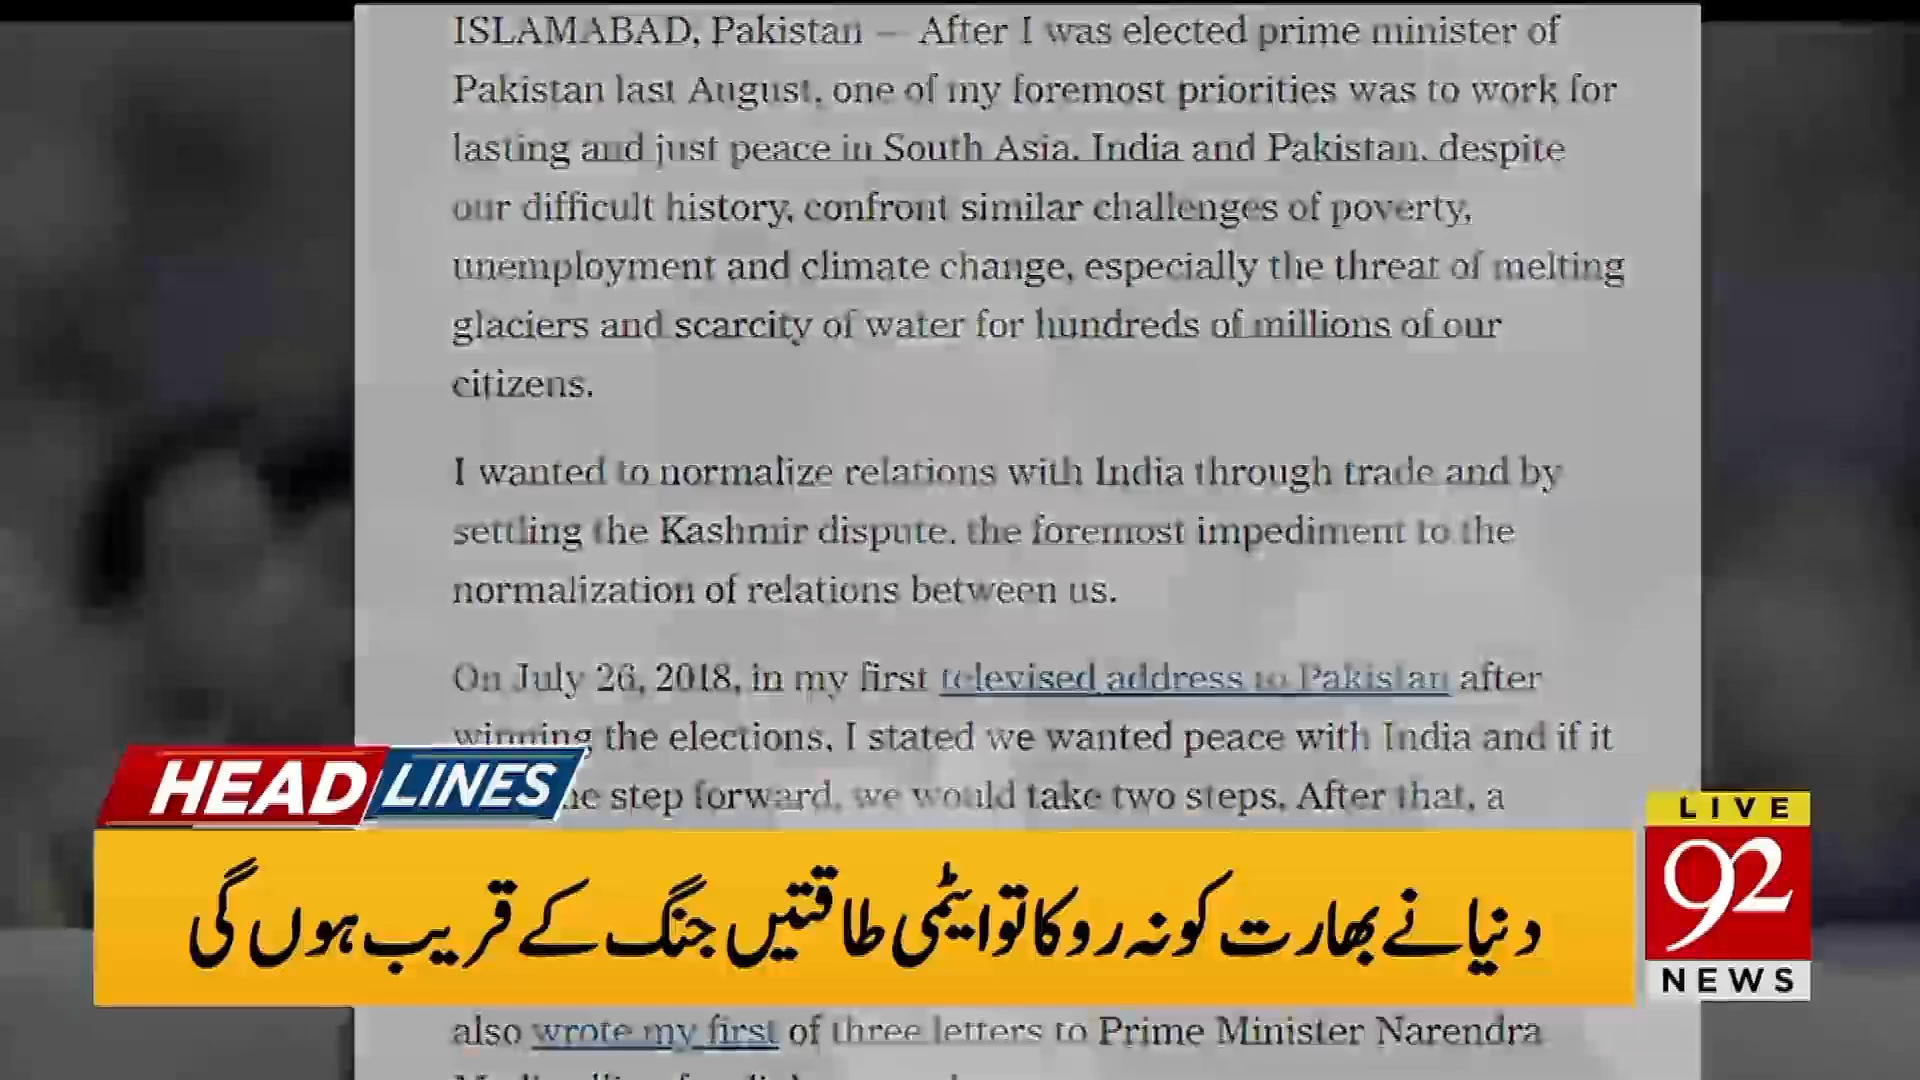 ISLAMABAD, Pakistan — After I was elected prime minister of
Pakistan last August, one of my foremost priorities was to work for
lasting and just peace in South Asia. India and Pakistan, despite
our difficult history, confront similar challenges of poverty,
unemployment and climate change, especially the threat of melting
glaciers and scarcity of water for hundreds of millions of our
citizens.
I wanted to normalize relations with India through trade and by
settling the Kashmir dispute, the foremost impediment to the
normalization of relations between us.
On July 26, 2018, in my first televised address to Pakistan after
winning the elections, I stated we wanted peace with India and if it
step forward, we would take two steps. After that, a
HEADLINES
LIVE
دنیا نے بھارت کو نہ روکا تو ایٹمی طاقتیں جنگ کے قریب ہوں گی
92
NEWS
also wrote my first of three letters to Prime Minister Narendra